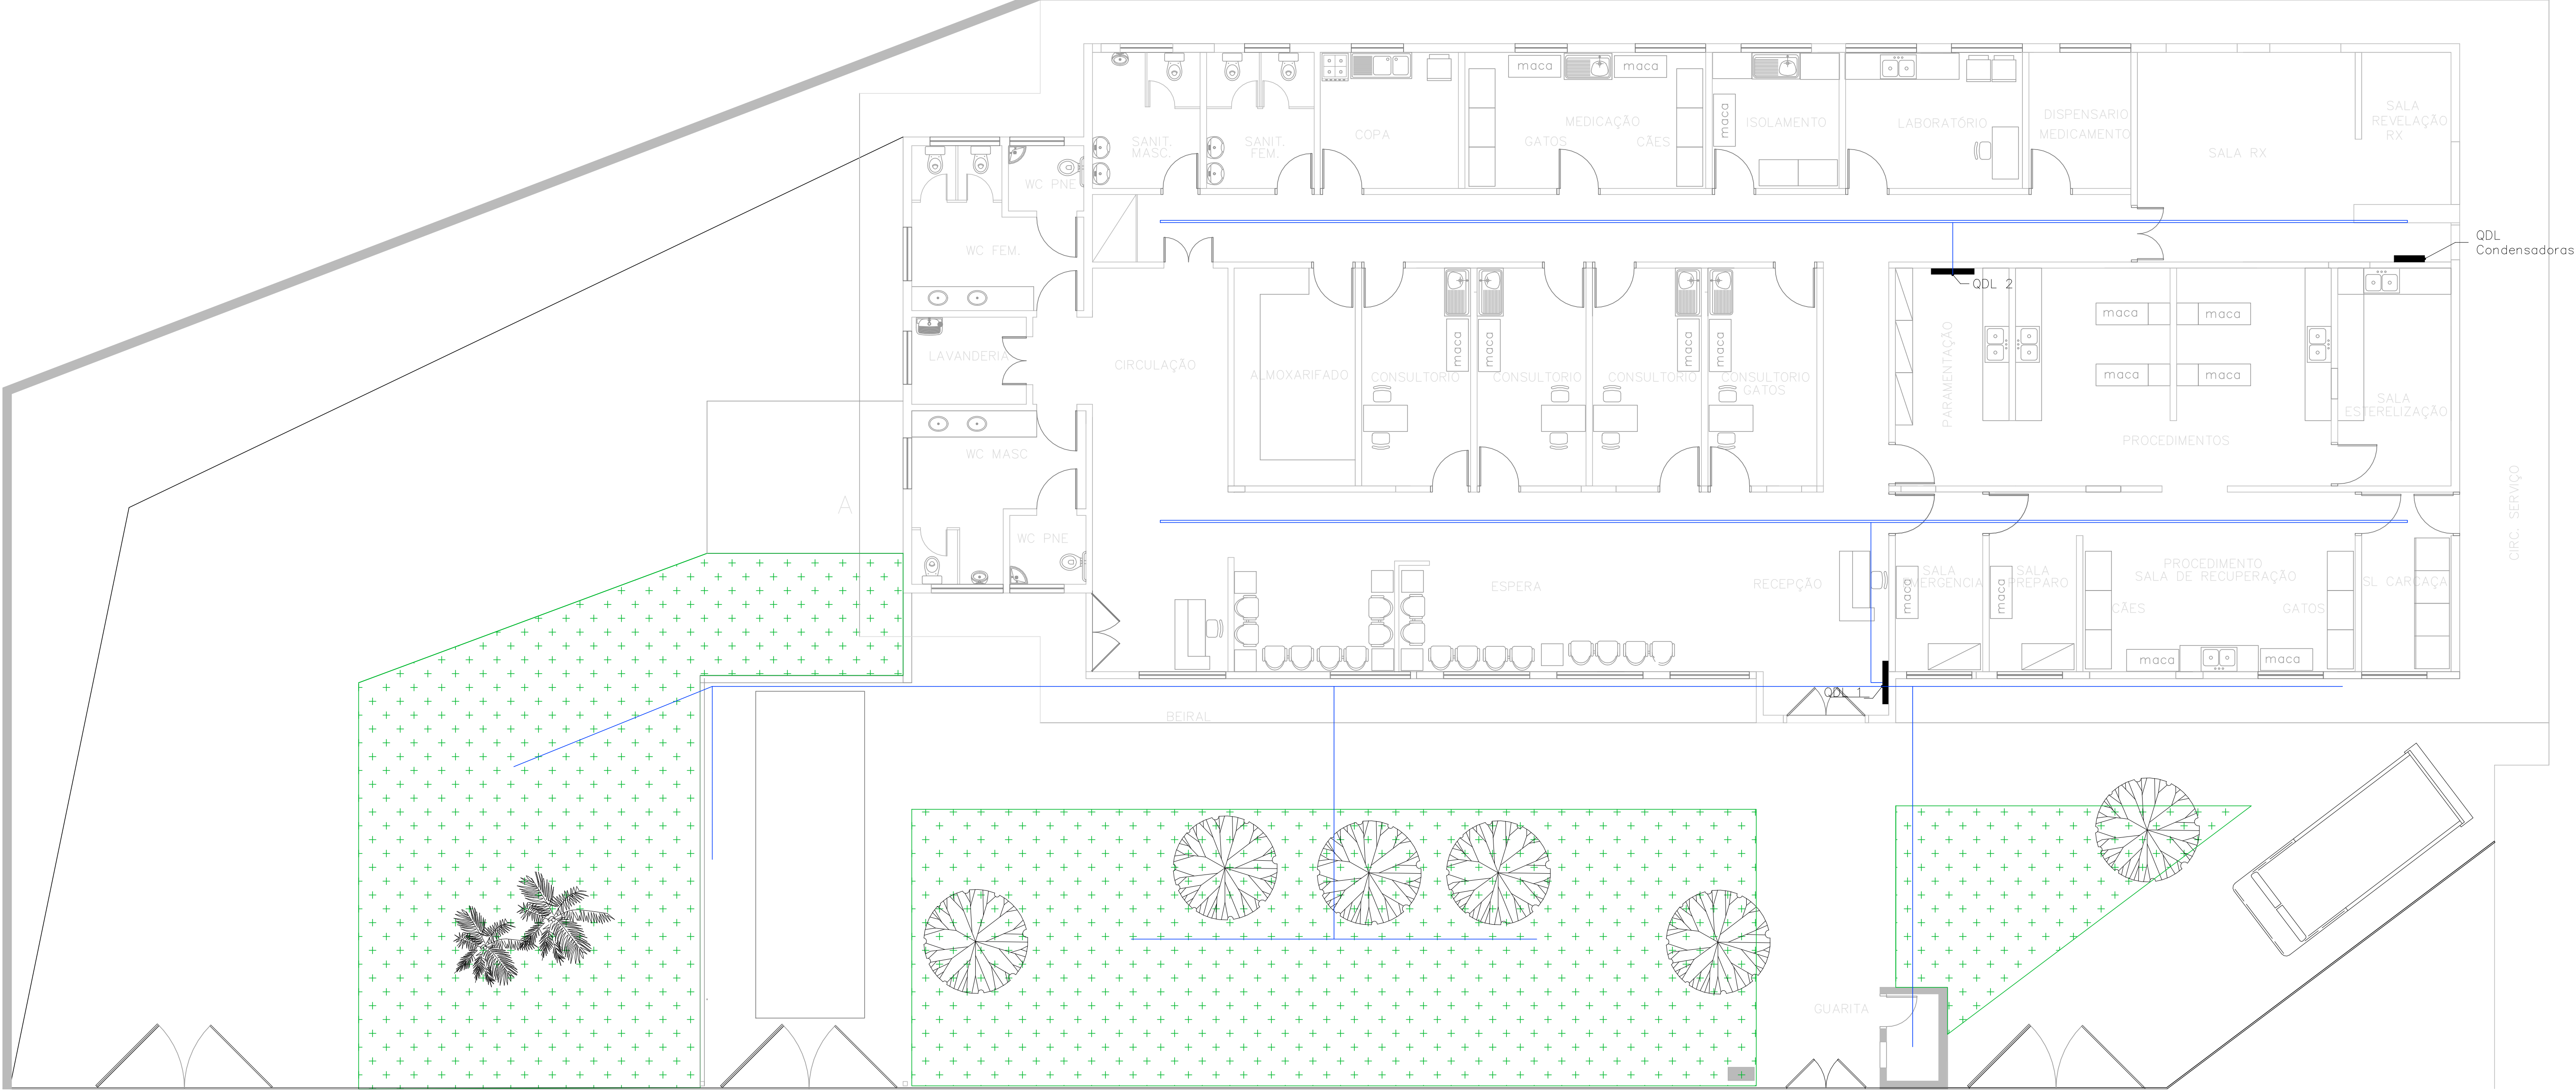 maca
maca
maca
SANIT.
MASC.
SANIT.
FEM.
COPA
MEDICAÇÃO
GATOS
CÃES
ISOLAMENTO
LABORATÓRIO
DISPENSARIO
MEDICAMENTO
SALA RX
SALA
REVELAÇÃO
RX
WC PNE
WC FEM.
QDL
Condensadoras
QDL 2
LAVANDERIA
CIRCULAÇÃO
ALMOXARIFADO
CONSULTORIO
maca
maca
CONSULTORIO
CONSULTORIO
maca
maca
CONSULTORIO
GATOS
PARAMENTAÇÃO
maca
maca
maca
maca
PROCEDIMENTOS
SALA
ESTERELIZAÇÃO
WC MASC
A
CIRC. SERVIÇO
WC PNE
ESPERA
RECEPÇÃO
SALA
EMERGENCIA
maca
SALA
PREPARO
maca
PROCEDIMENTO
SALA DE RECUPERAÇÃO
CÃES
GATOS
SL CARCAÇA
maca
maca
QDL 1
BEIRAL
GUARITA